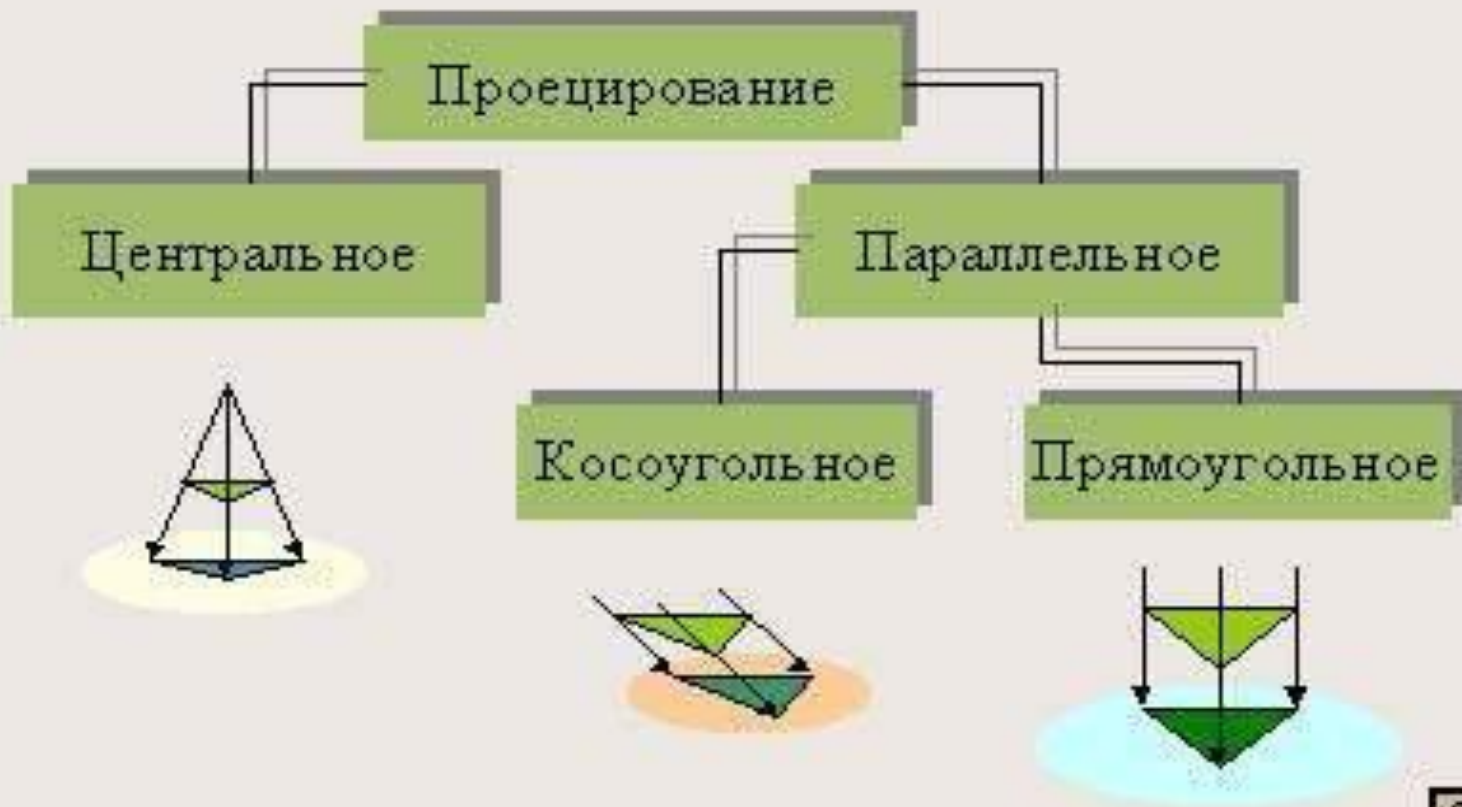 Проецирование
Центральное
Параллельное
Косоугольное
Прямоугольное